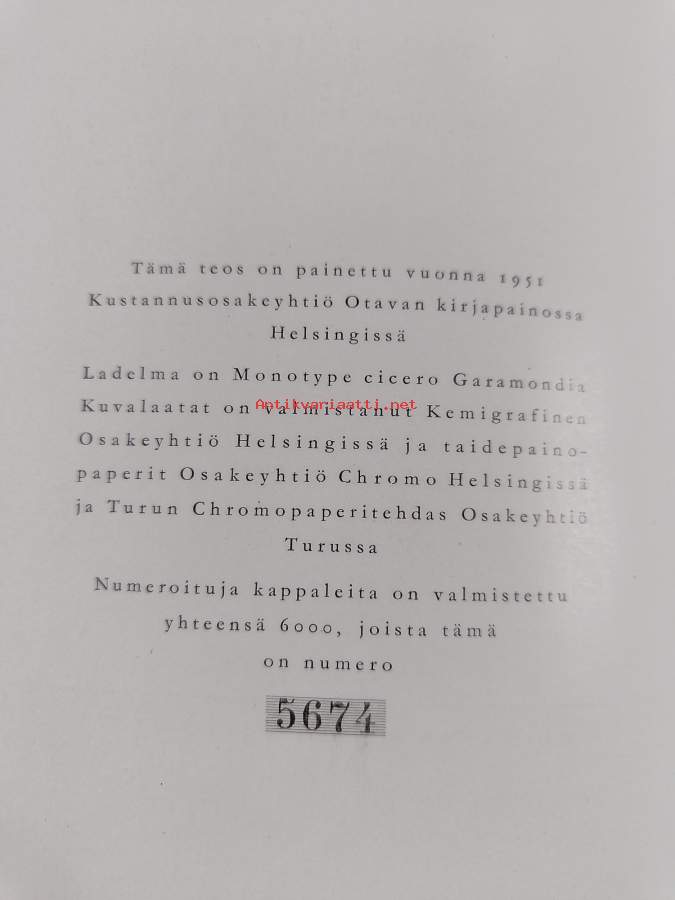 Tämä teos on painettu vuonna 1951
Kustannusosakeyhtiö Otavan kirjapainossa
Helsingissä
Ladelma on Monotype cicero Garamondia
Kuvalaatat on valmistanut Kemigrafinen
Antikvariaatti.net
Osakeyhtiö Helsingissä ja taidepaino-
paperit Osakeyhtiö Chromo Helsingissä
ja Turun Chromopaperitehdas Osakeyhtiö
Turussa
Numeroituja kappaleita on valmistettu
yhteensä 6000, joista tämä
on numero
5674